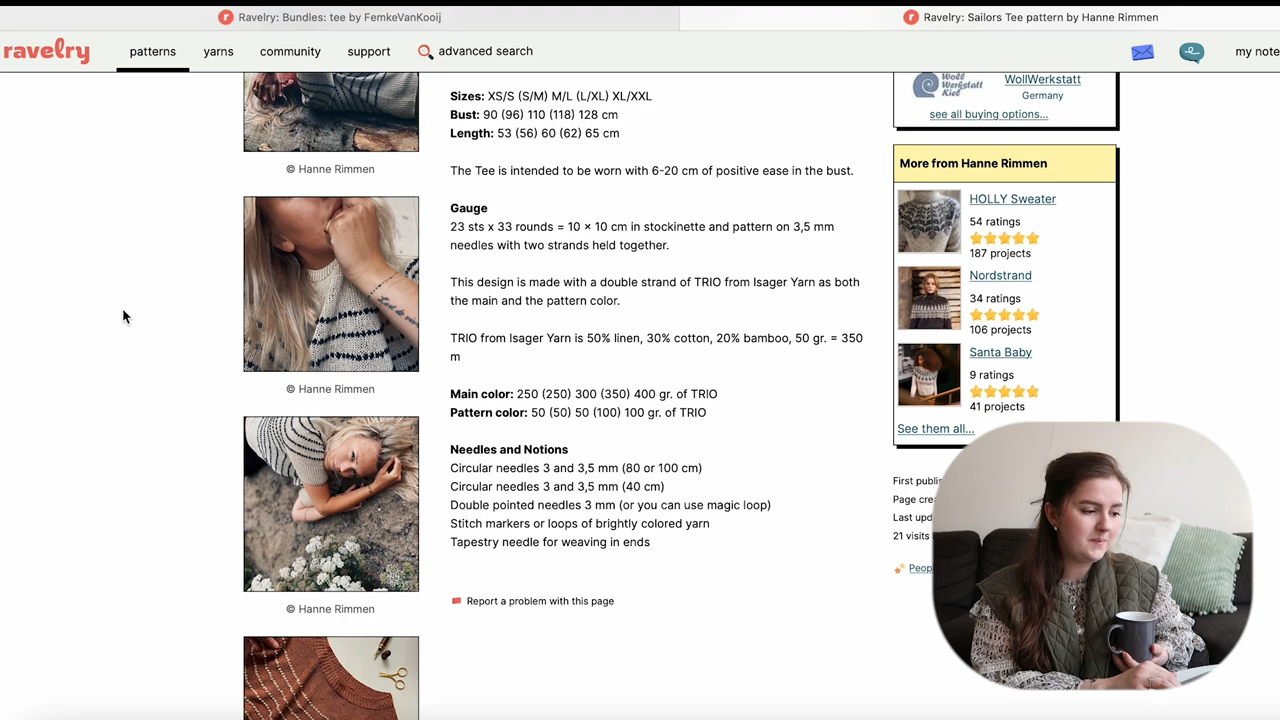 Ravelry: Bundles: tee by FemkeVanKooij
Ravelry: Sailors Tee pattern by Hanne Rimmen
ravelry
patterns
yarns
community
support
advanced search
my note
© Hanne Rimmen
© Hanne Rimmen
© Hanne Rimmen
Sizes: XS/S (S/M) M/L (L/XL) XL/XXL
Bust: 90 (96) 110 (118) 128 cm
Length: 53 (56) 60 (62) 65 cm
The Tee is intended to be worn with 6-20 cm of positive ease in the bust.
Gauge
23 sts x 33 rounds = 10 × 10 cm in stockinette and pattern on 3,5 mm
needles with two strands held together.
This design is made with a double strand of TRIO from Isager Yarn as both
the main and the pattern color.
TRIO from Isager Yarn is 50% linen, 30% cotton, 20% bamboo, 50 gr. = 350
m
Main color: 250 (250) 300 (350) 400 gr. of TRIO
Pattern color: 50 (50) 50 (100) 100 gr. of TRIO
Needles and Notions
Circular needles 3 and 3,5 mm (80 or 100 cm)
Circular needles 3 and 3,5 mm (40 cm)
Double pointed needles 3 mm (or you can use magic loop)
Stitch markers or loops of brightly colored yarn
Tapestry needle for weaving in ends
Report a problem with this page
Woll
Werkstatt
Kiel
WollWerkstatt
Germany
see all buying options...
More from Hanne Rimmen
HOLLY Sweater
54 ratings
187 projects
Nordstrand
34 ratings
106 projects
Santa Baby
9 ratings
41 projects
See them all...
First publis
Page crea
Last upd
21 visits
Peop